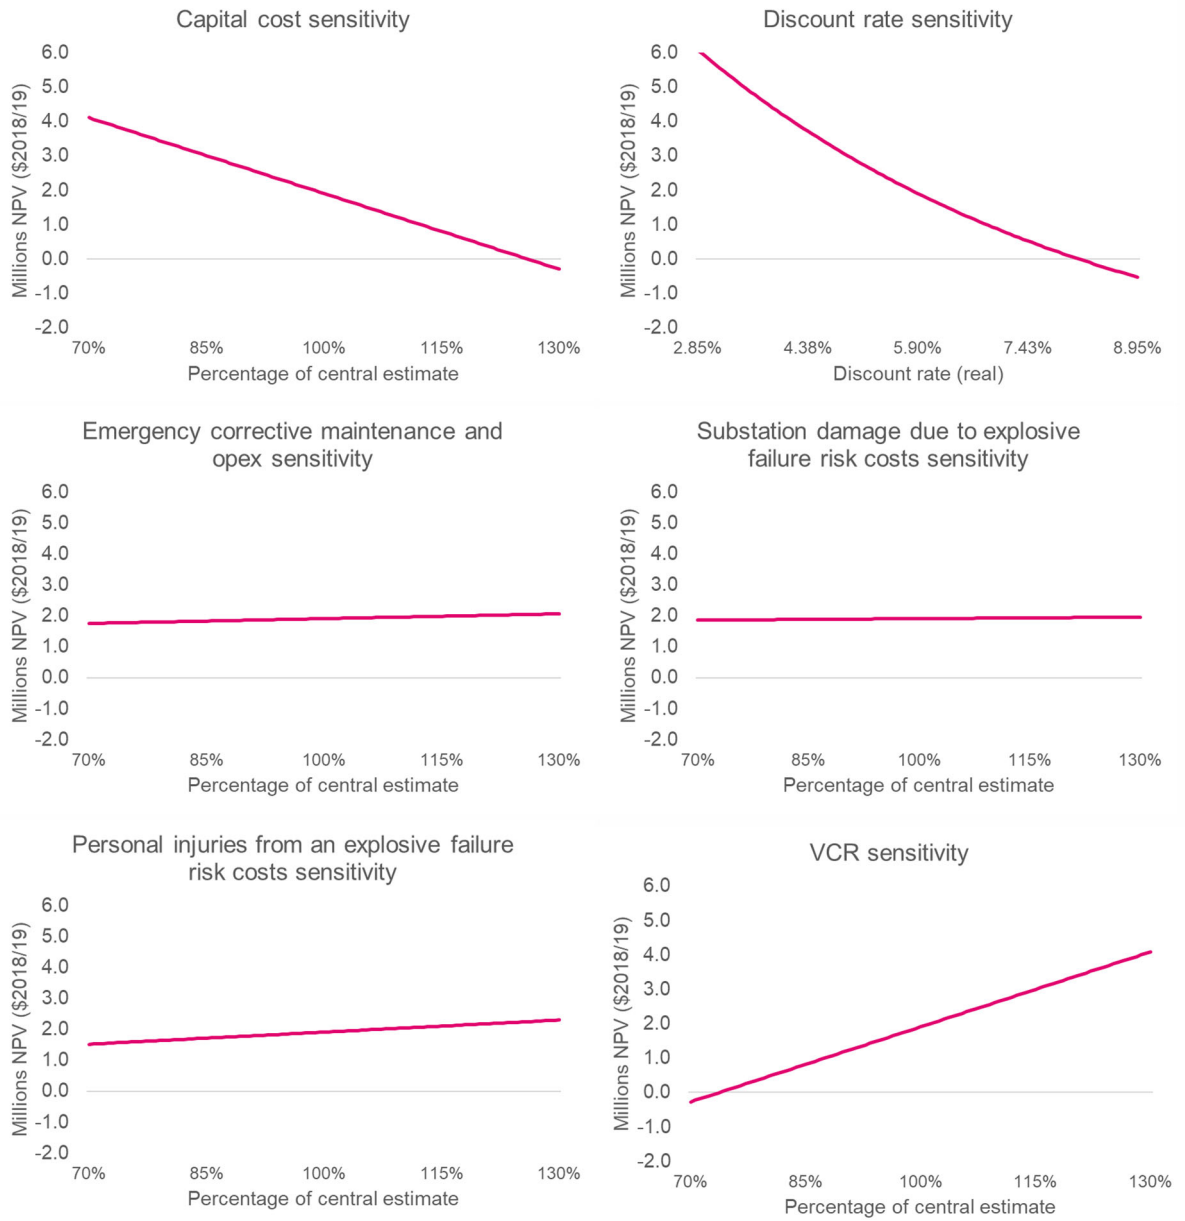 Capital cost sensitivity
Millions NPV ($2018/19)
6.0
5.0
4.0
3.0
2.0
1.0
0.0
-1.0
-2.0
70% 85% 100% 115% 130%
Percentage of central estimate
Discount rate sensitivity
Millions NPV ($2018/19)
6.0
5.0
4.0
3.0
2.0
1.0
0.0
-1.0
-2.0
2.85% 4.38% 5.90% 7.43% 8.95%
Discount rate (real)
Emergency corrective maintenance and
opex sensitivity
Millions NPV ($2018/19)
6.0
5.0
4.0
3.0
2.0
1.0
0.0
-1.0
-2.0
70% 85% 100% 115% 130%
Percentage of central estimate
Substation damage due to explosive
failure risk costs sensitivity
Millions NPV ($2018/19)
6.0
5.0
4.0
3.0
2.0
1.0
0.0
-1.0
-2.0
70% 85% 100% 115% 130%
Percentage of central estimate
Personal injuries from an explosive failure
risk costs sensitivity
Millions NPV ($2018/19)
6.0
5.0
4.0
3.0
2.0
1.0
0.0
-1.0
-2.0
70% 85% 100% 115% 130%
Percentage of central estimate
VCR sensitivity
Millions NPV ($2018/19)
6.0
5.0
4.0
3.0
2.0
1.0
0.0
-1.0
-2.0
70% 85% 100% 115% 130%
Percentage of central estimate